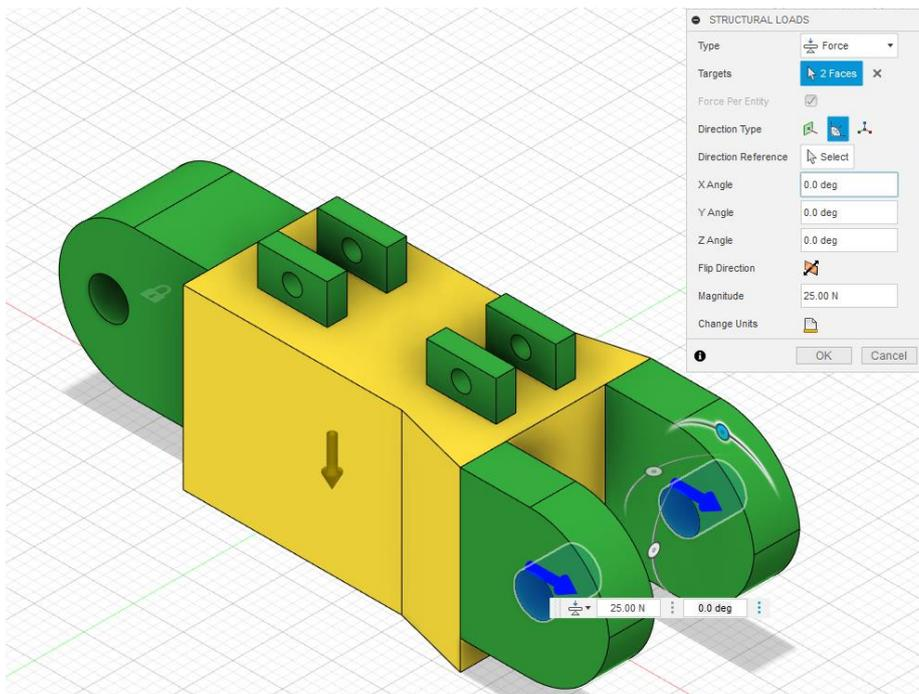 STRUCTURAL LOADS
Type Force
Targets 2 Faces
Force Per Entity
Direction Type
Direction Reference Select
X Angle 0.0 deg
Y Angle 0.0 deg
Z Angle 0.0 deg
Flip Direction
Magnitude 25.00 N
Change Units
OK Cancel
25.00 N 0.0 deg